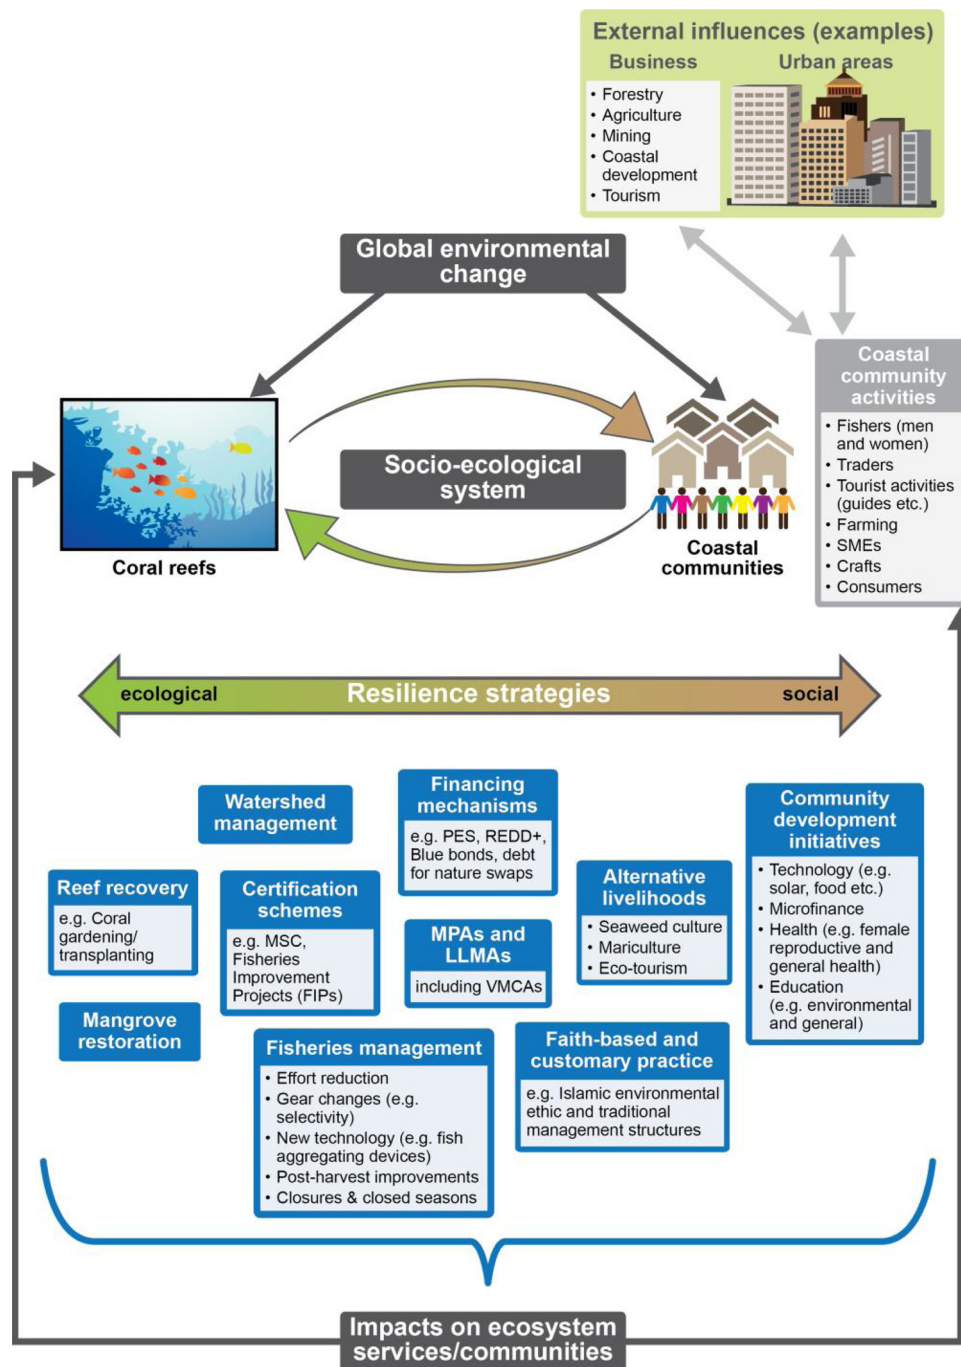 External influences (examples)
Business
Urban areas
• Forestry
• Agriculture
• Mining
• Coastal
development
• Tourism
Global environmental
change
Coastal
community
activities
• Fishers (men
and women)
• Traders
• Tourist activities
(guides etc.)
• Farming
• SMEs
• Crafts
• Consumers
Socio-ecological
system
Coral reefs
Coastal
communities
ecological
Resilience strategies
social
Watershed
management
Financing
mechanisms
e.g. PES, REDD+,
Blue bonds, debt
for nature swaps
Community
development
initiatives
• Technology (e.g.
solar, food etc.)
• Microfinance
• Health (e.g. female
reproductive and
general health)
• Education
(e.g. environmental
and general)
Reef recovery
e.g. Coral
gardening/
transplanting
Certification
schemes
e.g. MSC,
Fisheries
Improvement
Projects (FIPs)
Alternative
livelihoods
• Seaweed culture
• Mariculture
• Eco-tourism
MPAs and
LLMAs
including VMCAs
Mangrove
restoration
Fisheries management
• Effort reduction
• Gear changes (e.g.
selectivity)
• New technology (e.g. fish
aggregating devices)
• Post-harvest improvements
• Closures & closed seasons
Faith-based and
customary practice
e.g. Islamic environmental
ethic and traditional
management structures
Impacts on ecosystem
services/communities